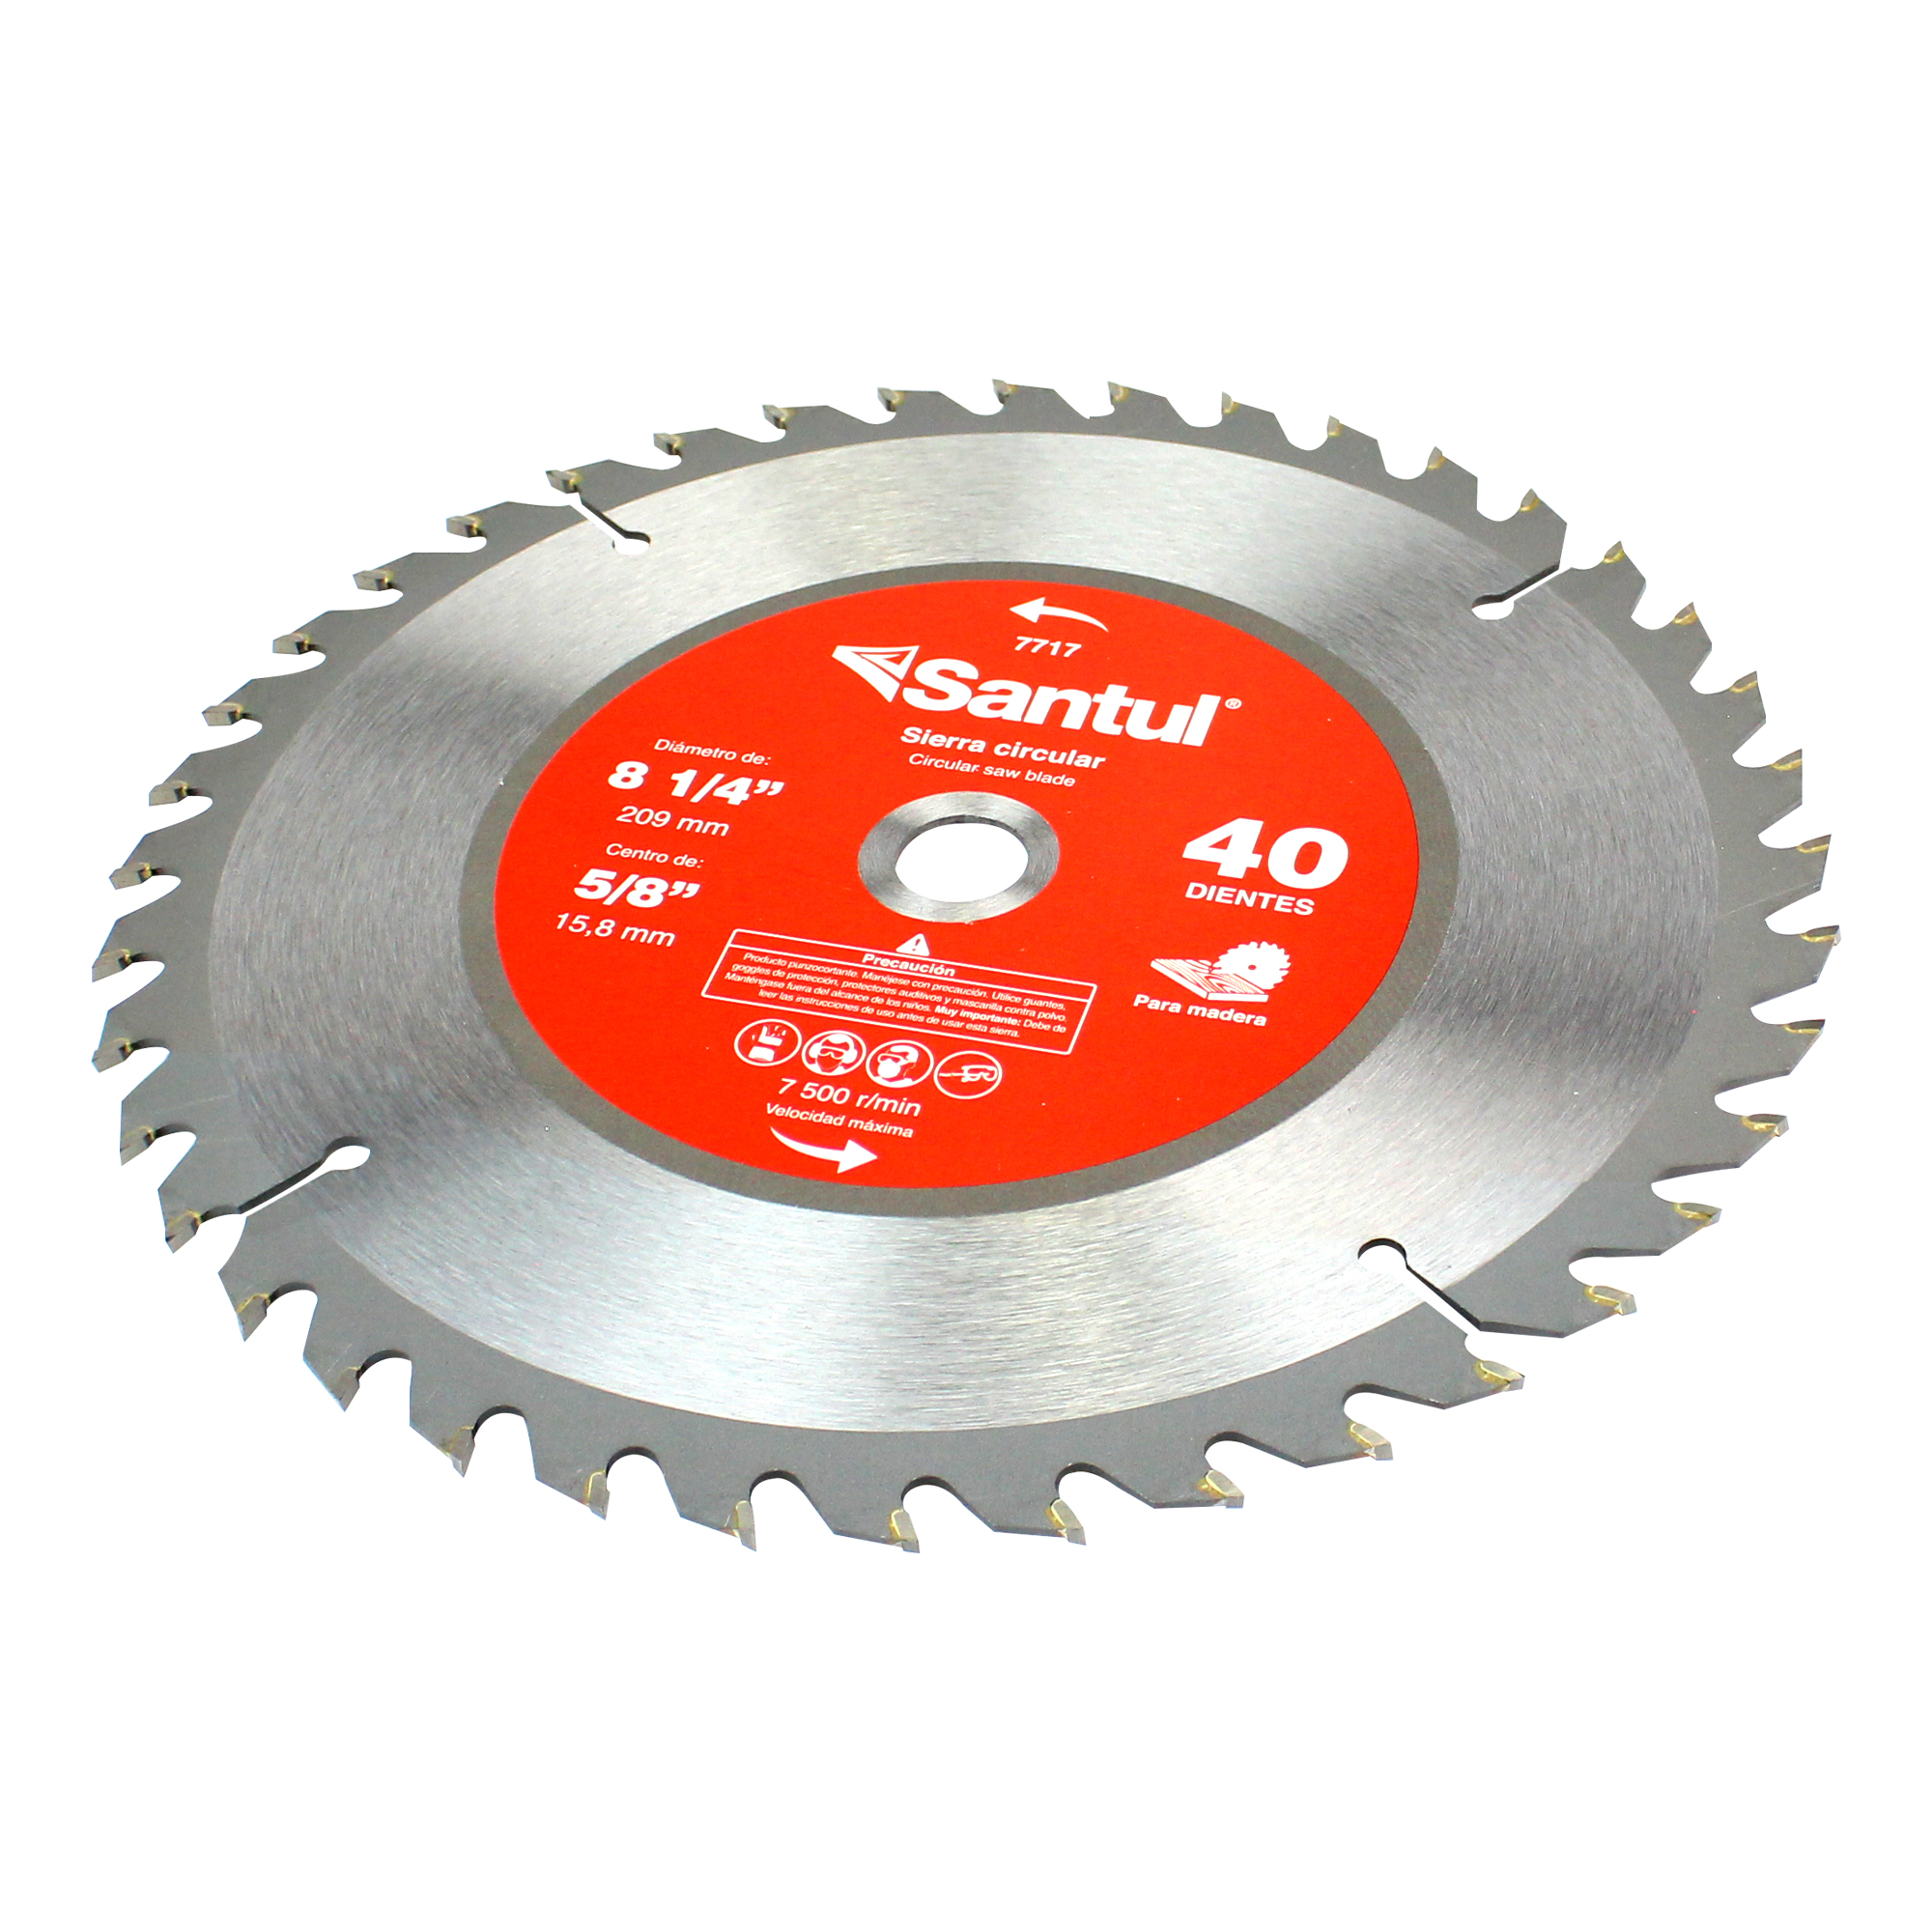 7717
Santul®
Sierra circular
Circular saw blade
Diámetro de:
8 1/4”
209 mm
Centro de:
5/8”
15,8 mm
40
DIENTES
Para madera
Precaución
Producto punzocortante. Manéjese con precaución. Utilice guantes,
goggles de protección, protectores auditivos y mascarilla contra polvo.
Manténgase fuera del alcance de los niños. Muy importante: Debe de
leer las instrucciones de uso antes de usar esta sierra.
7 500 r/min
Velocidad máxima